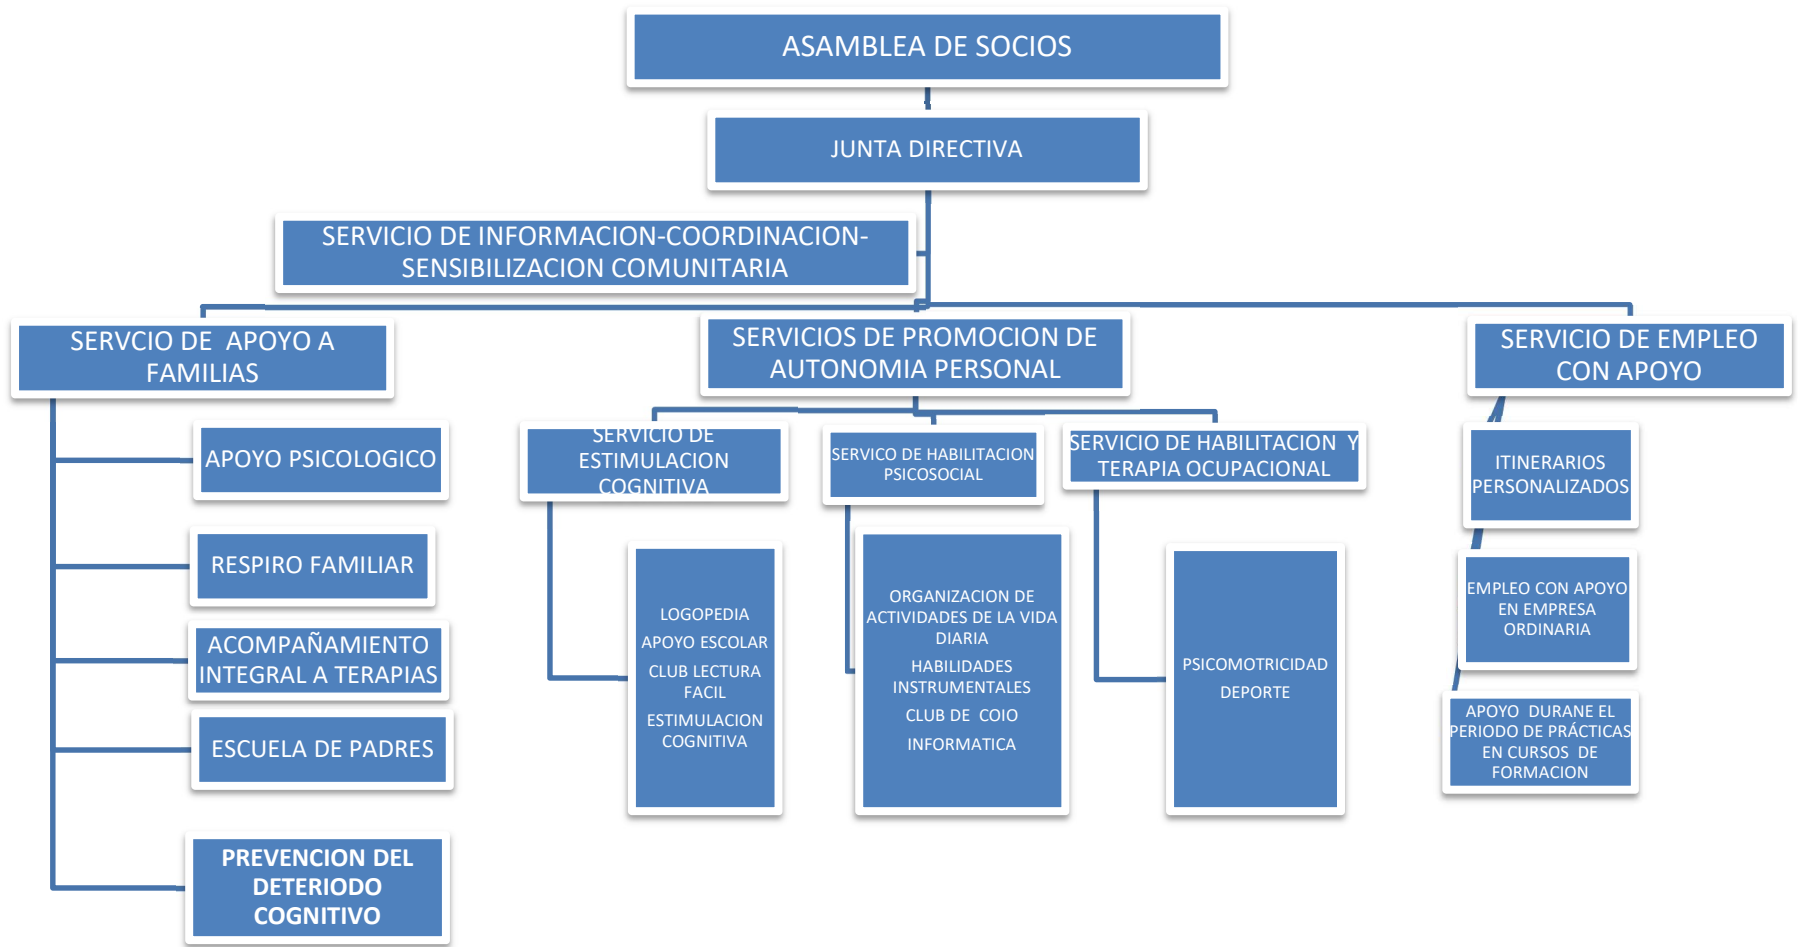 ASAMBLEA DE SOCIOS
JUNTA DIRECTIVA
SERVICIO DE INFORMACION-COORDINACION-
SENSIBILIZACION COMUNITARIA
SERVCIO DE APOYO A
FAMILIAS
SERVICIOS DE PROMOCION DE
AUTONOMIA PERSONAL
SERVICIO DE EMPLEO
CON APOYO
APOYO PSICOLOGICO
RESPIRO FAMILIAR
ACOMPAÑAMIENTO
INTEGRAL A TERAPIAS
ESCUELA DE PADRES
PREVENCION DEL
DETERIODO
COGNITIVO
SERVICIO DE
ESTIMULACION
COGNITIVA
LOGOPEDIA
APOYO ESCOLAR
CLUB LECTURA
FACIL
ESTIMULACION
COGNITIVA
SERVICO DE HABILITACION
PSICOSOCIAL
ORGANIZACION DE
ACTIVIDADES DE LA VIDA
DIARIA
HABILIDADES
INSTRUMENTALES
CLUB DE COIO
INFORMATICA
SERVICIO DE HABILITACION Y
TERAPIA OCUPACIONAL
PSICOMOTRICIDAD
DEPORTE
ITINERARIOS
PERSONALIZADOS
EMPLEO CON APOYO
EN EMPRESA
ORDINARIA
APOYO DURANE EL
PERIODO DE PRÁCTICAS
EN CURSOS DE
FORMACION